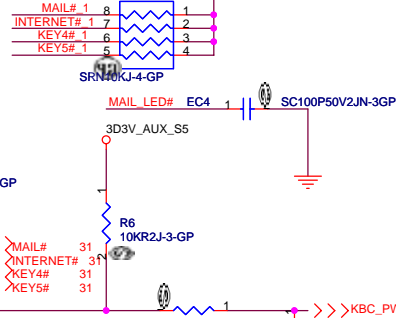 MAIL#_1 8 1
INTERNET#_1 7 2
KEY4#_1 6 3
KEY5#_1 5 4
SRN10KJ-4-GP
MAIL_LED# EC4 1 SC100P50V2JN-3GP
3D3V_AUX_S5
GP
1
R6
10KR2J-3-GP
2
MAIL# 31
INTERNET# 31
KEY4# 31
KEY5# 31
1
1
KBC_PW